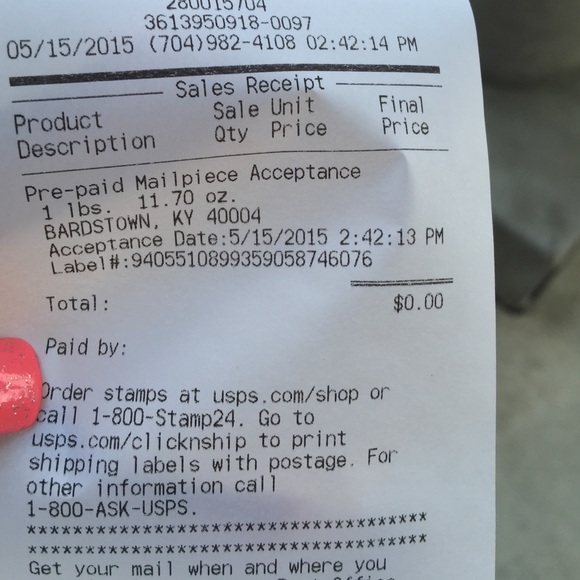 280015704
3613950918-0097
05/15/2015 (704)982-4108 02:42:14 PM
Sales Receipt
Product Sale Unit Final
Description Qty Price Price
Pre-paid Mailpiece Acceptance
1 lbs. 11.70 oz.
BARDSTOWN, KY 40004
Acceptance Date:5/15/2015 2:42:13 PM
Label#:9405510899359058746076
Total: $0.00
Paid by:
Order stamps at usps.com/shop or
call 1-800-Stamp24. Go to
usps.com/clicknship to print
shipping labels with postage. For
other information call
1-800-ASK-USPS.
*************************************
*************************************
Get your mail when and where you